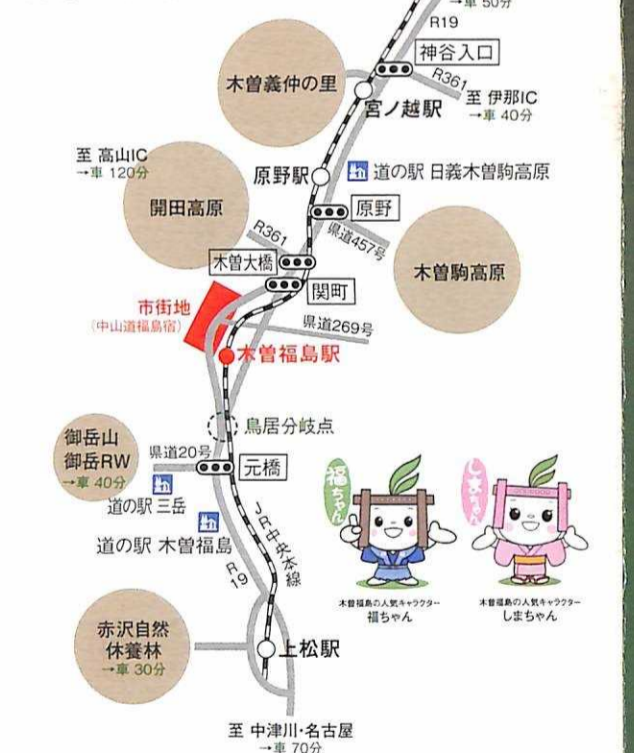 →車 50分
R19
神谷入口
R361
至 伊那IC
→車 40分
木曽義仲の里
宮ノ越駅
至 高山IC
→車 120分
原野駅
道の駅 日義木曽駒高原
開田高原
原野
県道457号
R361
木曽大橋
木曽駒高原
関町
市街地
(中山道福島宿)
県道269号
木曽福島駅
鳥居分岐点
御岳山
御岳RW
→車 40分
県道20号
元橋
道の駅 三岳
道の駅 木曽福島
JR中央本線
R19
福ちゃん
しまちゃん
木曽福島の人気キャラクター
福ちゃん
木曽福島の人気キャラクター
しまちゃん
赤沢自然
休養林
→車 30分
上松駅
至 中津川・名古屋
→車 70分